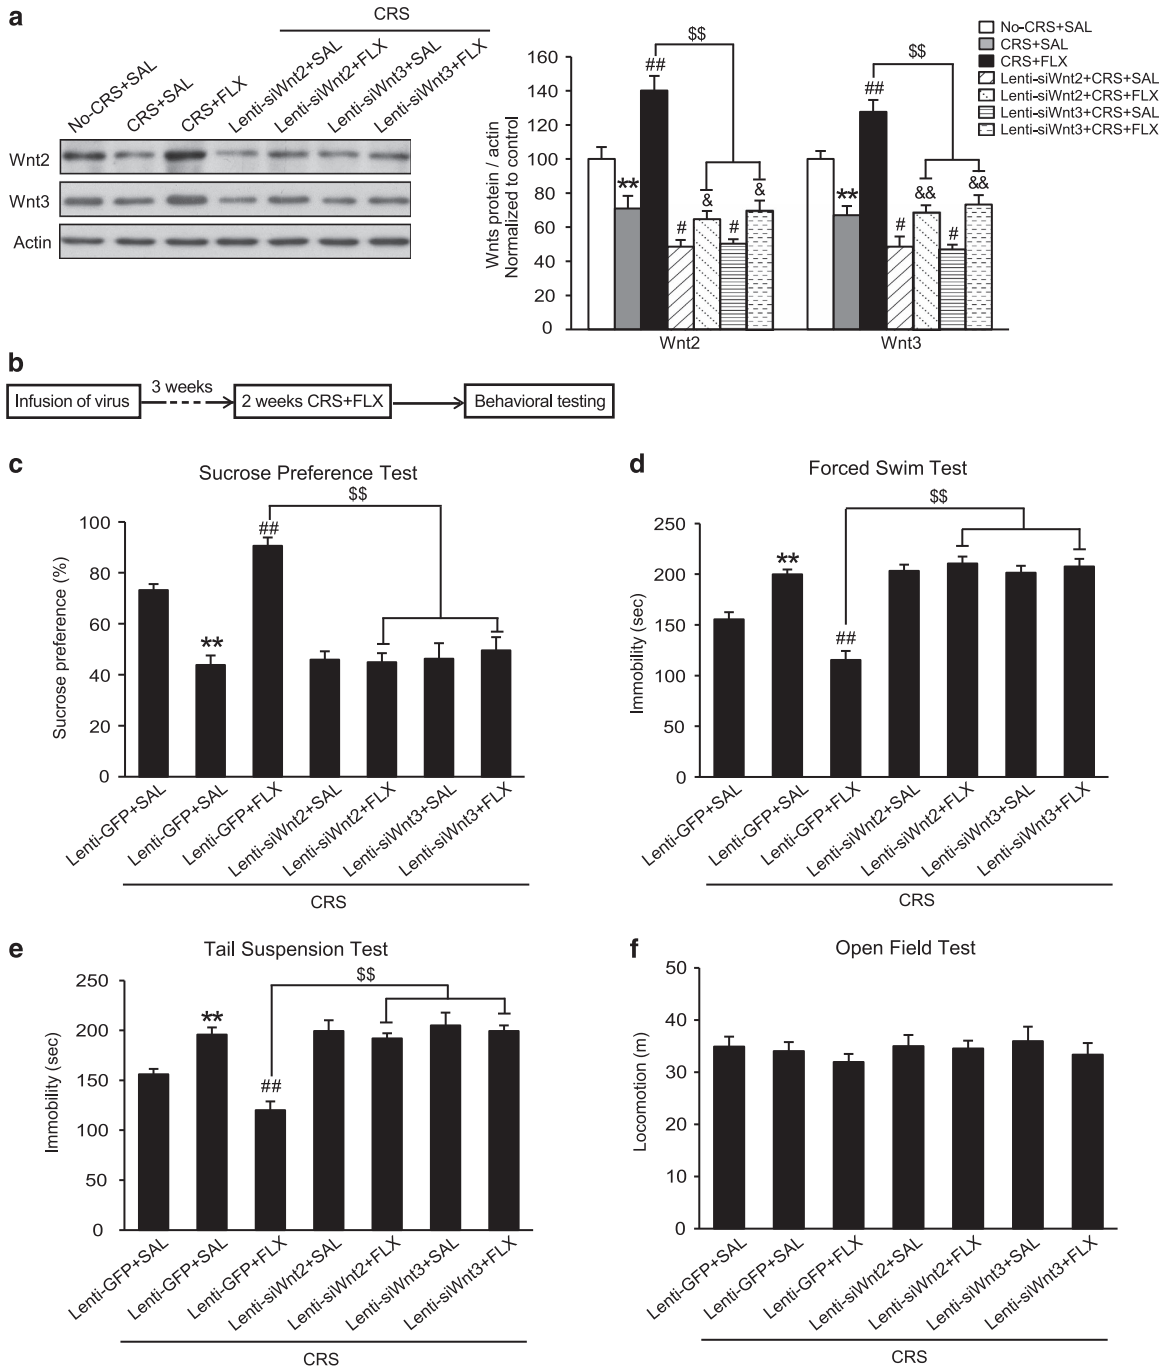 a
CRS
No-CRS+SAL
CRS+SAL
CRS+FLX
Lenti-siWnt2+SAL
Lenti-siWnt2+FLX
Lenti-siWnt3+SAL
Lenti-siWnt3+FLX
Wnt2
Wnt3
Actin
Wnts protein / actin
Normalized to control
160
140
120
100
80
60
40
20
0
** ## $$ # & # &
** ## $$ # && # &&
Wnt2
Wnt3
No-CRS+SAL
CRS+SAL
CRS+FLX
Lenti-siWnt2+CRS+SAL
Lenti-siWnt2+CRS+FLX
Lenti-siWnt3+CRS+SAL
Lenti-siWnt3+CRS+FLX
b
Infusion of virus
3 weeks
2 weeks CRS+FLX
Behavioral testing
c
Sucrose Preference Test
Sucrose preference (%)
100
80
60
40
20
0
** ## $$
Lenti-GFP+SAL
Lenti-GFP+SAL
Lenti-GFP+FLX
Lenti-siWnt2+SAL
Lenti-siWnt2+FLX
Lenti-siWnt3+SAL
Lenti-siWnt3+FLX
CRS
d
Forced Swim Test
Immobility (sec)
250
200
150
100
50
0
** ## $$
Lenti-GFP+SAL
Lenti-GFP+SAL
Lenti-GFP+FLX
Lenti-siWnt2+SAL
Lenti-siWnt2+FLX
Lenti-siWnt3+SAL
Lenti-siWnt3+FLX
CRS
e
Tail Suspension Test
Immobility (sec)
250
200
150
100
50
0
** ## $$
Lenti-GFP+SAL
Lenti-GFP+SAL
Lenti-GFP+FLX
Lenti-siWnt2+SAL
Lenti-siWnt2+FLX
Lenti-siWnt3+SAL
Lenti-siWnt3+FLX
CRS
f
Open Field Test
Locomotion (m)
50
40
30
20
10
0
Lenti-GFP+SAL
Lenti-GFP+SAL
Lenti-GFP+FLX
Lenti-siWnt2+SAL
Lenti-siWnt2+FLX
Lenti-siWnt3+SAL
Lenti-siWnt3+FLX
CRS